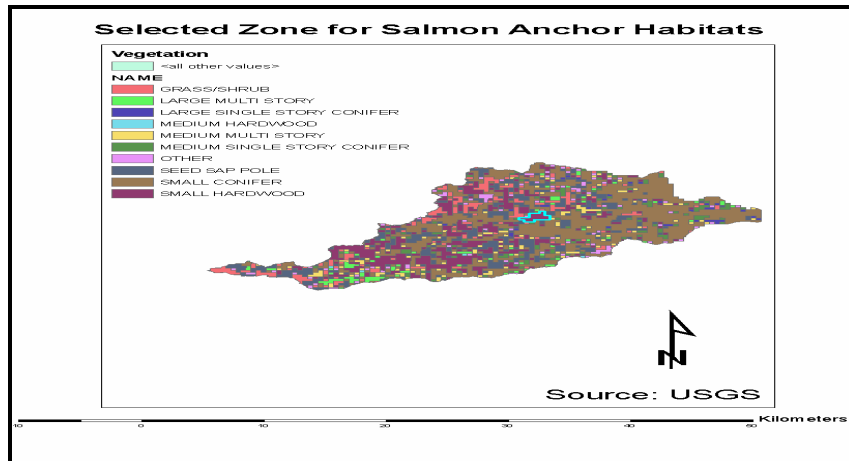 Selected Zone for Salmon Anchor Habitats
Vegetation
<all other values>
NAME
GRASS/SHRUB
LARGE MULTI STORY
LARGE SINGLE STORY CONIFER
MEDIUM HARDWOOD
MEDIUM MULTI STORY
MEDIUM SINGLE STORY CONIFER
OTHER
SEED SAP POLE
SMALL CONIFER
SMALL HARDWOOD
N
Source: USGS
Kilometers
10 0 10 20 30 40 50